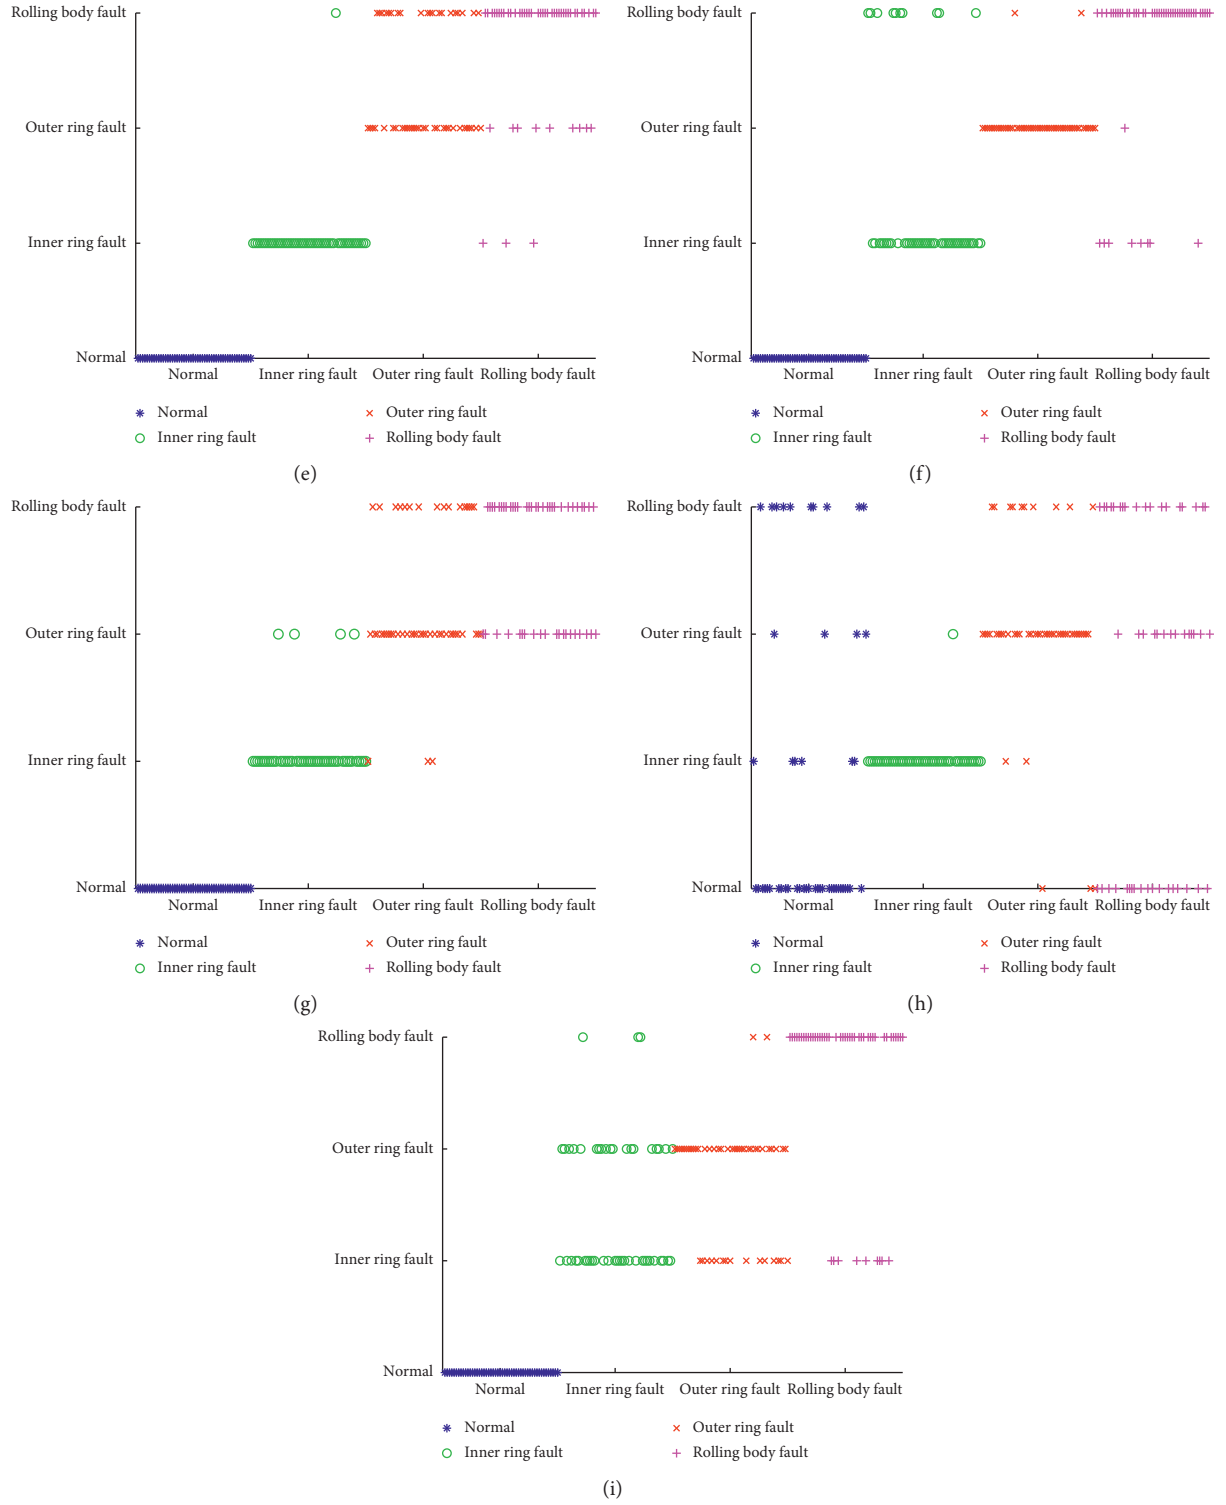 Rolling body fault
Outer ring fault
Inner ring fault
Normal
Normal Inner ring fault Outer ring fault Rolling body fault
Normal Outer ring fault
Inner ring fault Rolling body fault
(e)
Rolling body fault
Outer ring fault
Inner ring fault
Normal
Normal Inner ring fault Outer ring fault Rolling body fault
Normal Outer ring fault
Inner ring fault Rolling body fault
(f)
Rolling body fault
Outer ring fault
Inner ring fault
Normal
Normal Inner ring fault Outer ring fault Rolling body fault
Normal Outer ring fault
Inner ring fault Rolling body fault
(g)
Rolling body fault
Outer ring fault
Inner ring fault
Normal
Normal Inner ring fault Outer ring fault Rolling body fault
Normal Outer ring fault
Inner ring fault Rolling body fault
(h)
Rolling body fault
Outer ring fault
Inner ring fault
Normal
Normal Inner ring fault Outer ring fault Rolling body fault
Normal Outer ring fault
Inner ring fault Rolling body fault
(i)